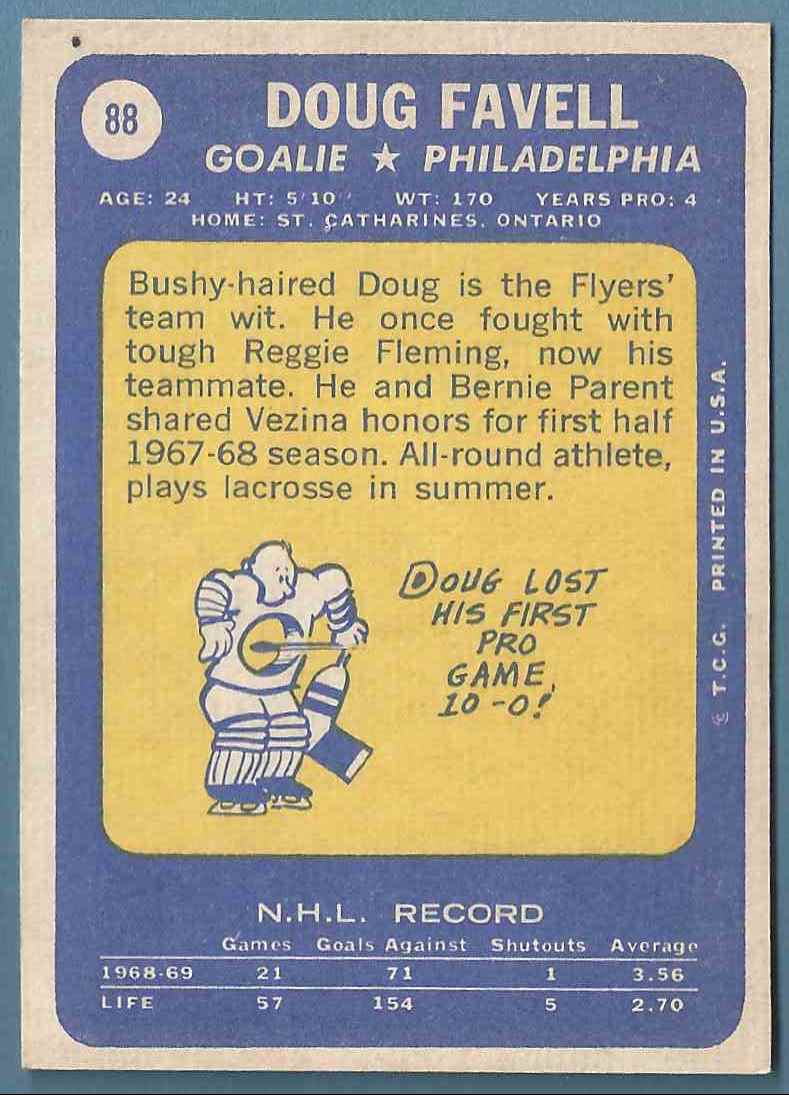 88
DOUG FAVELL
GOALIE ★ PHILADELPHIA
AGE: 24 HT: 5'10" WT: 170 YEARS PRO: 4
HOME: ST. CATHARINES, ONTARIO
Bushy-haired Doug is the Flyers'
team wit. He once fought with
tough Reggie Fleming, now his
teammate. He and Bernie Parent
shared Vezina honors for first half
1967-68 season. All-round athlete,
plays lacrosse in summer.
DOUG LOST
HIS FIRST
PRO
GAME,
10-0!
© T.C.G. PRINTED IN U.S.A.
N.H.L. RECORD
Games Goals Against Shutouts Average
1968-69 21 71 1 3.56
LIFE 57 154 5 2.70